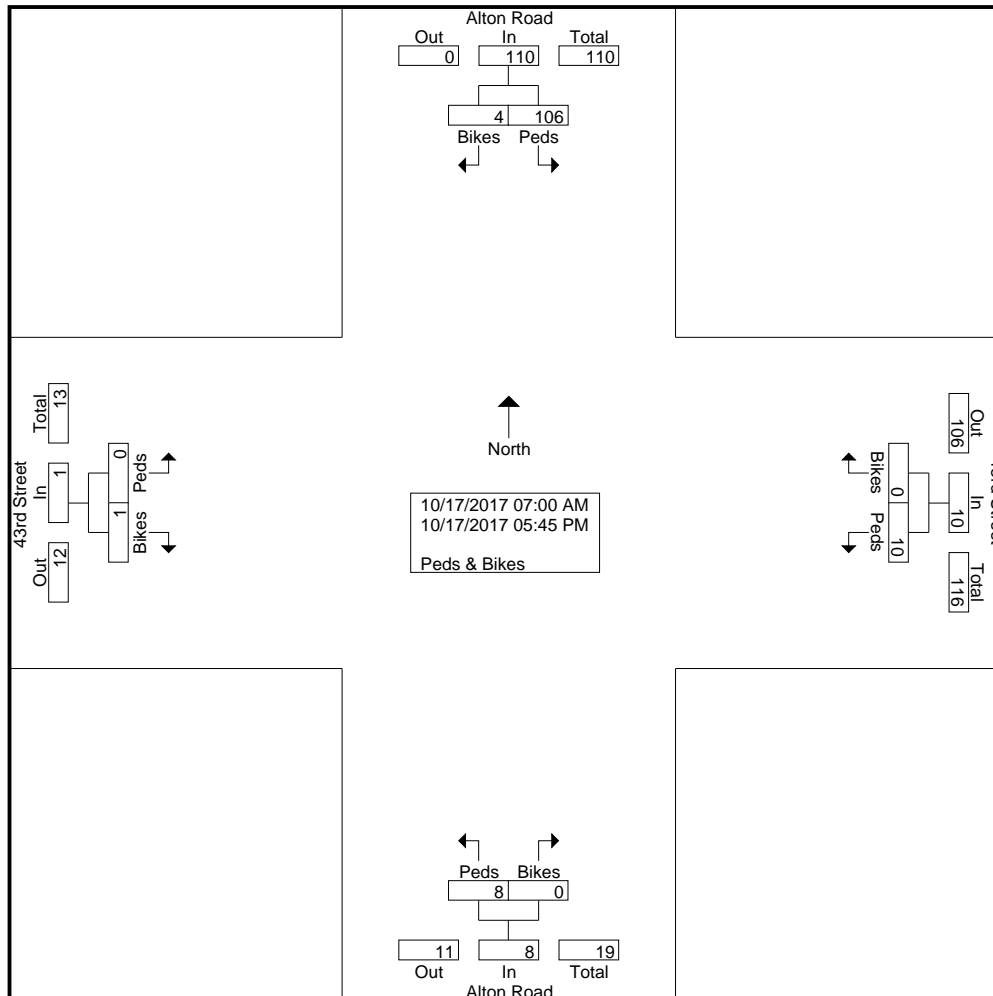 Alton Road
Out In Total
0 110 110
4 106
Bikes Peds
43rd Street
Total In Out
13 1 12
0 1
Peds Bikes
North
10/17/2017 07:00 AM
10/17/2017 05:45 PM
Peds & Bikes
Bikes Peds
0 10
106 10 116
Out In Total
Peds Bikes
8 0
11 8 19
Out In Total
Alton Road